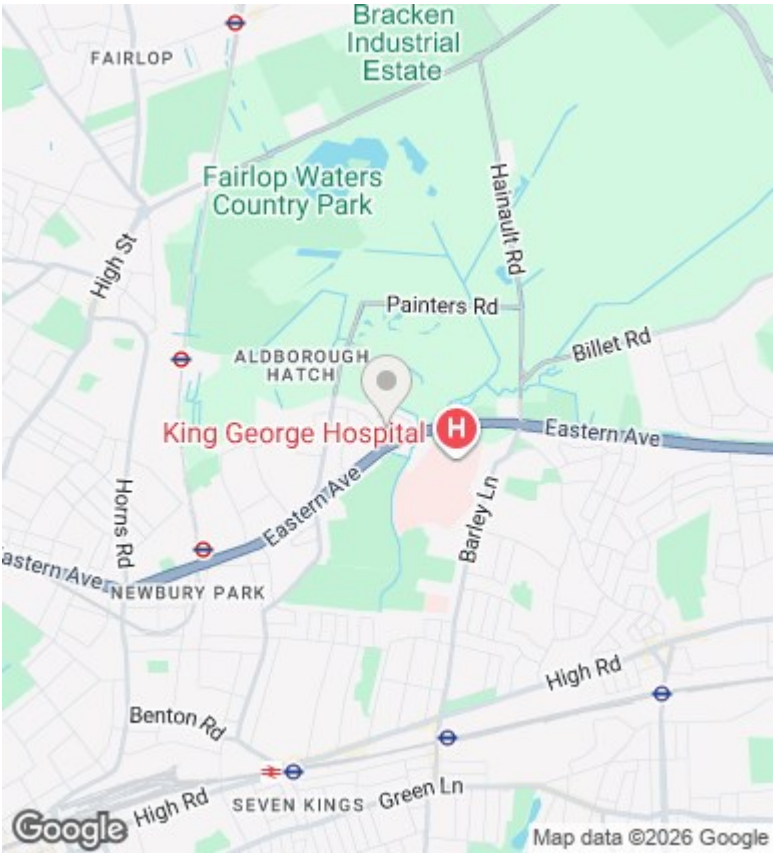 Bracken
Industrial
Estate
FAIRLOP
Fairlop Waters
Country Park
Hainault Rd
High St
Painters Rd
Billet Rd
ALDBOROUGH
HATCH
King George Hospital
H
Eastern Ave
Eastern Ave
Horns Rd
Barley Ln
astern Ave
NEWBURY PARK
High Rd
Benton Rd
SEVEN KINGS
Green Ln
High Rd
Google
Map data ©2026 Google